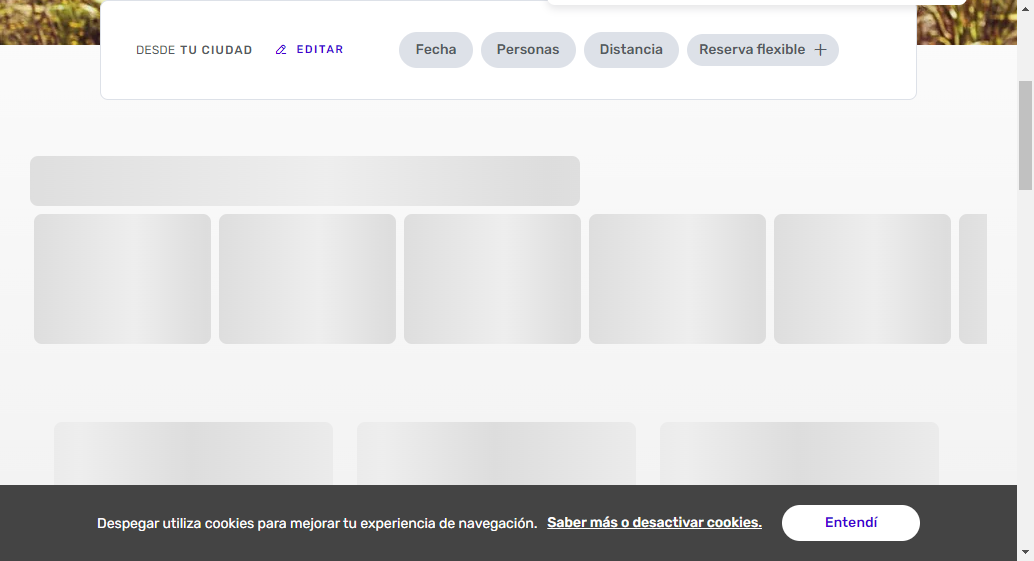 DESDE TU CIUDAD EDITAR Fecha Personas Distancia Reserva flexible
Despegar utiliza cookies para mejorar tu experiencia de navegación. Saber más o desactivar cookies. Entendí